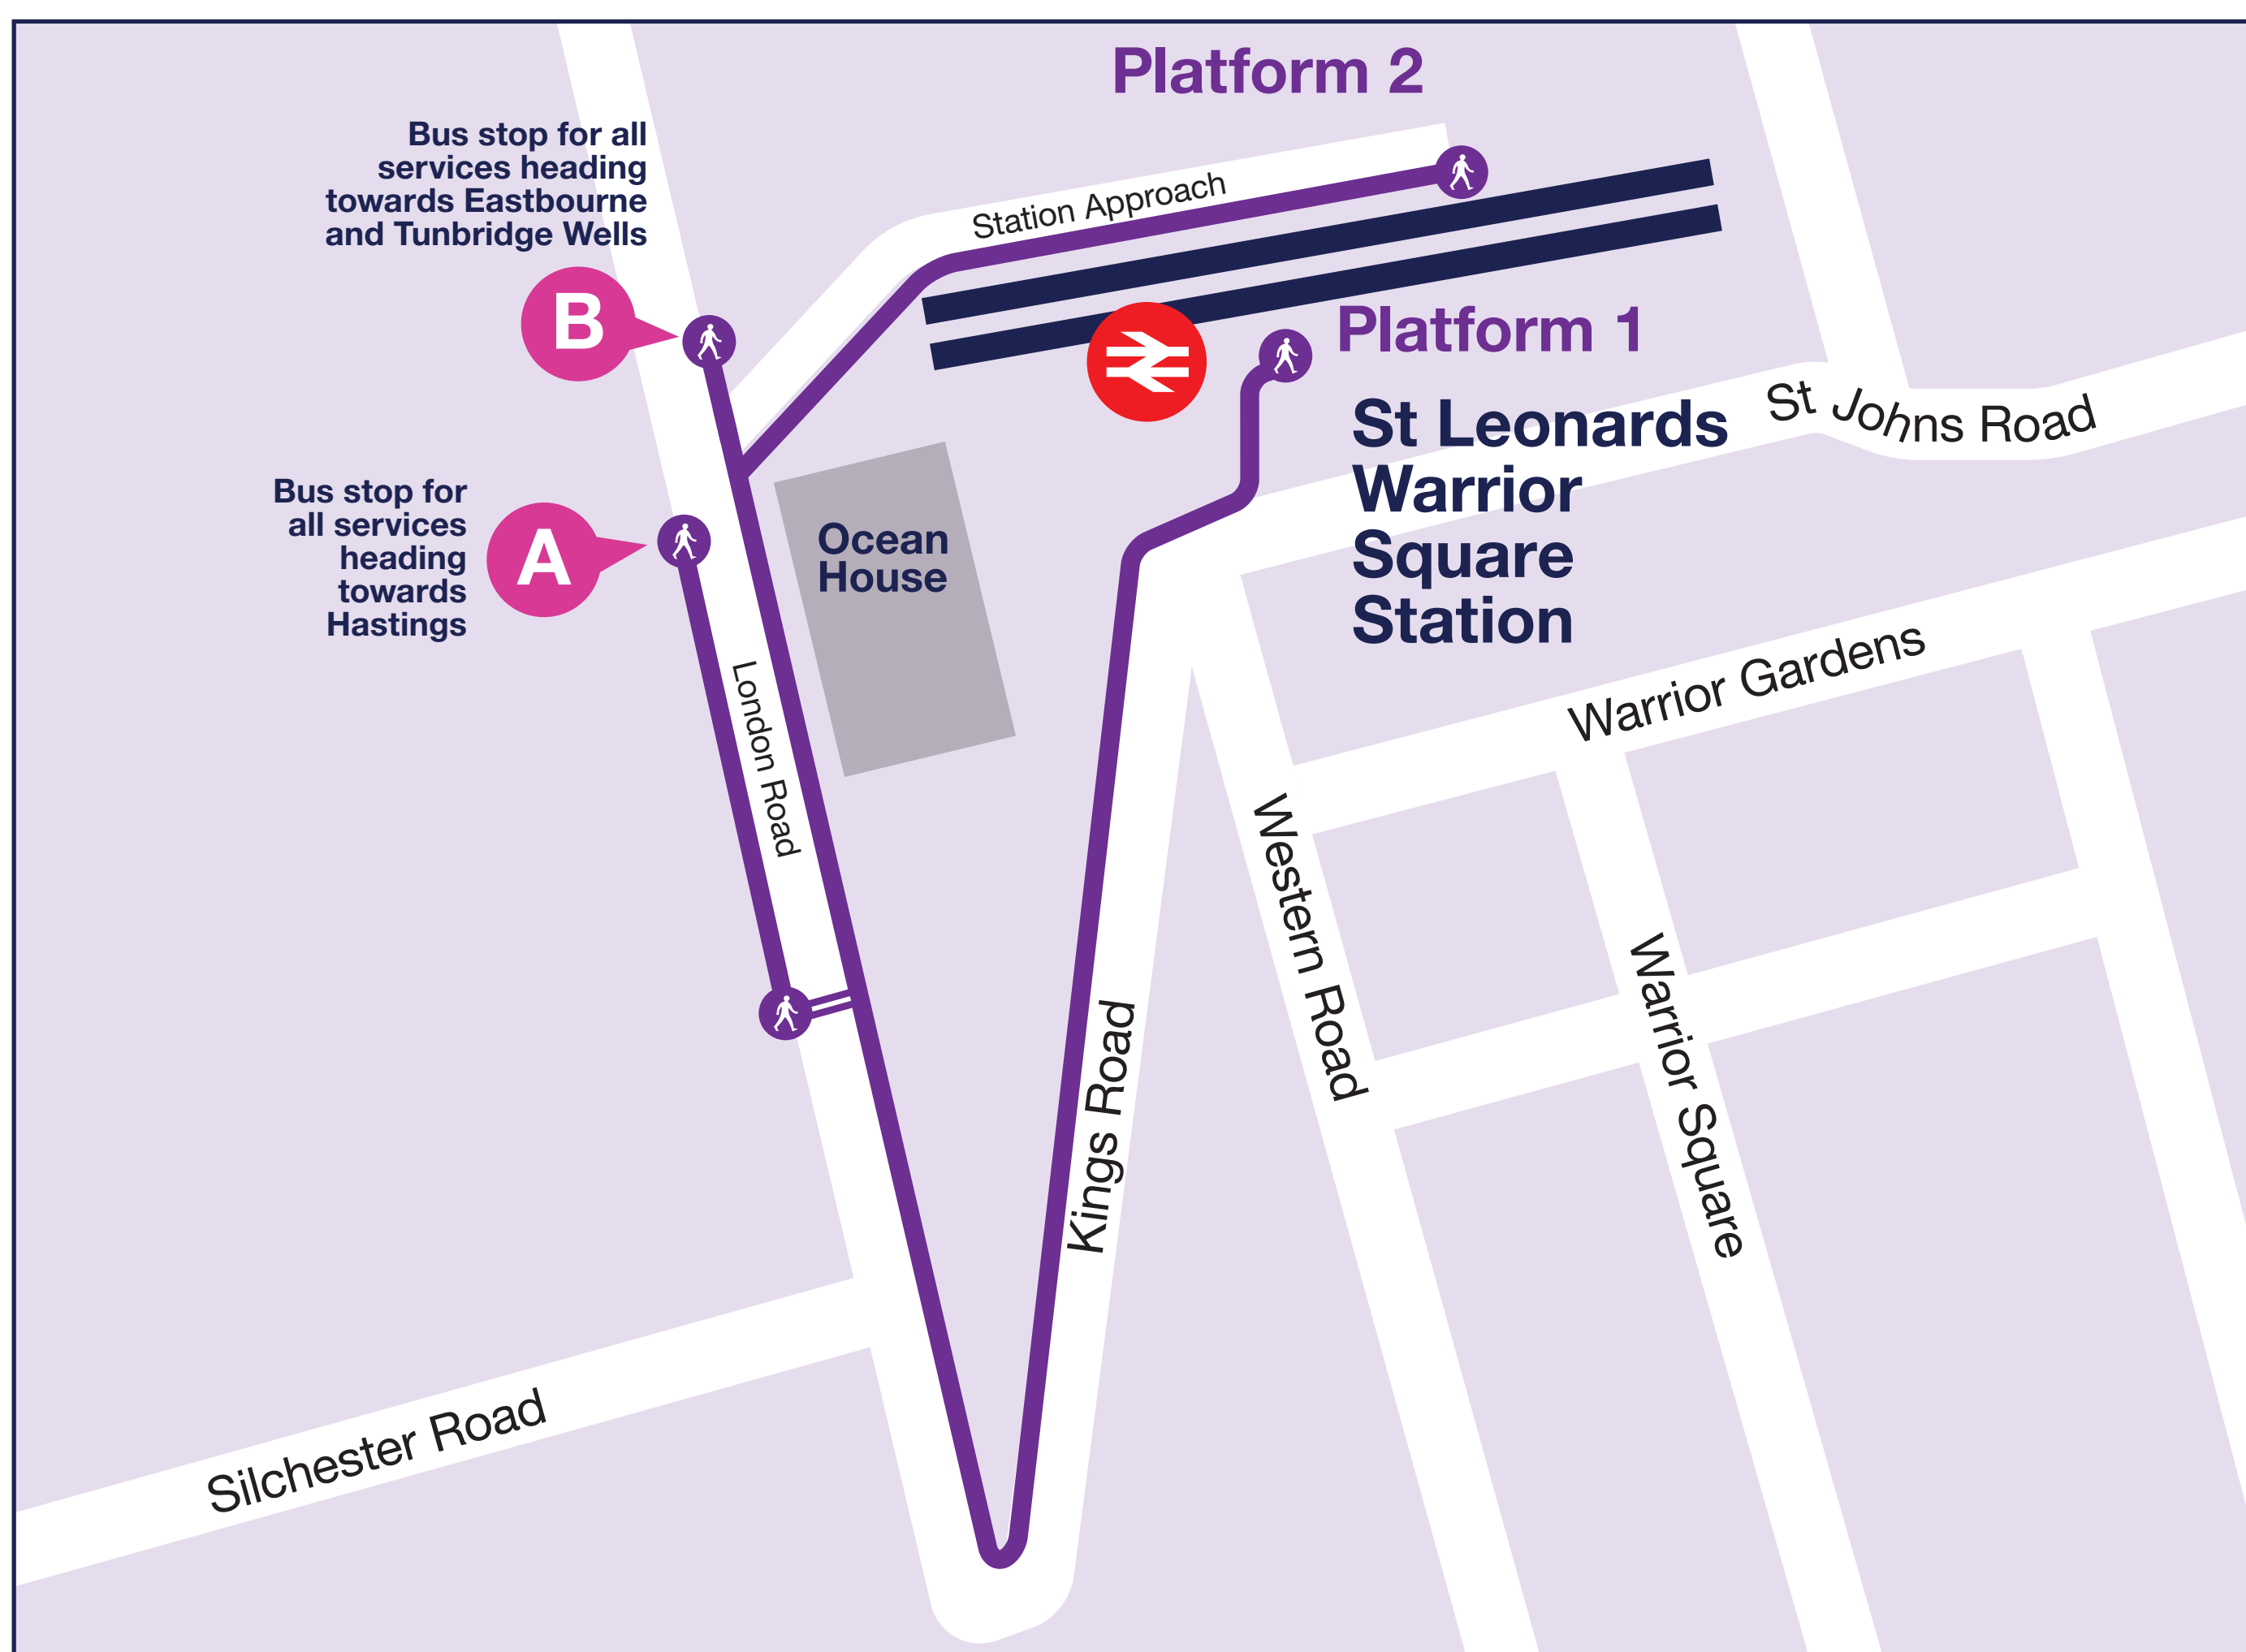 Platform 2
Bus stop for all
services heading
towards Eastbourne
and Tunbridge Wells
B
Station Approach
Platform 1
St Leonards
Warrior
Square
Station
St Johns Road
Bus stop for
all services
heading
towards
Hastings
A
Ocean
House
London Road
Warrior Gardens
Western Road
Warrior Square
Kings Road
Silchester Road